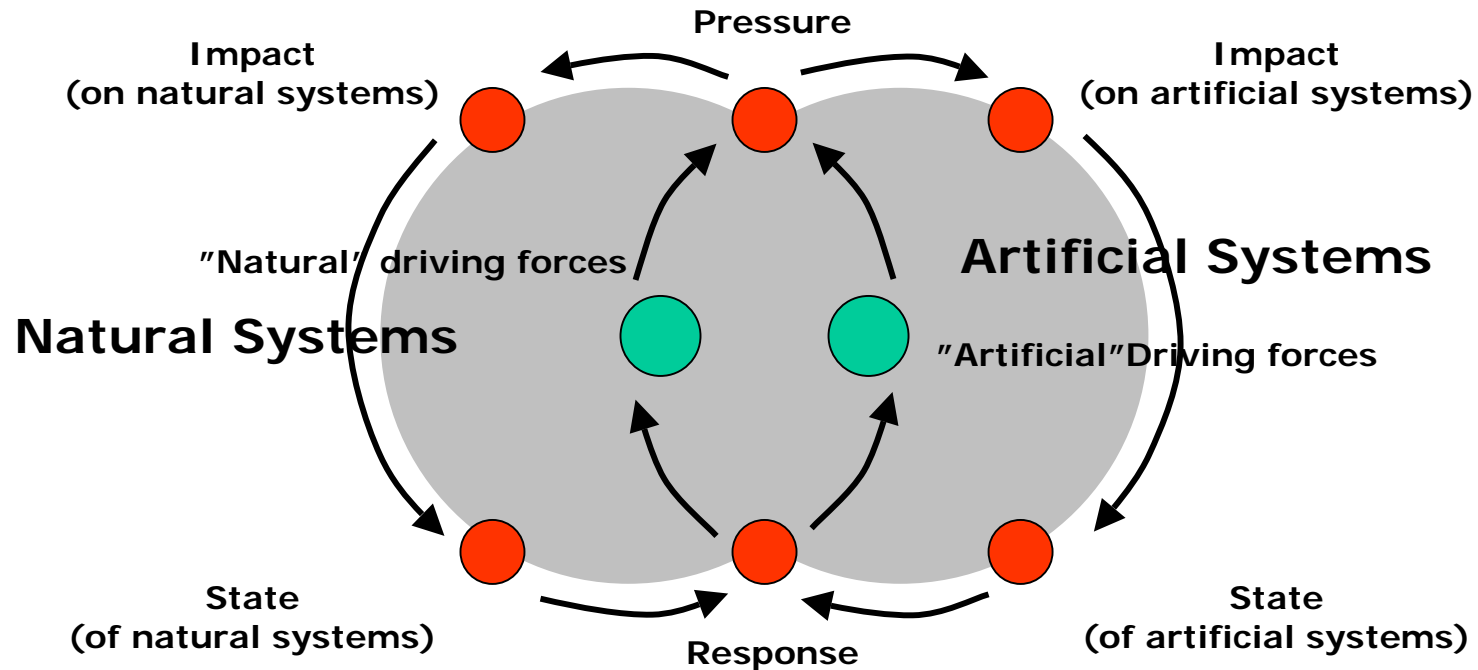 Pressure
Impact
(on natural systems)
Impact
(on artificial systems)
"Natural' driving forces
Artificial Systems
Natural Systems
"Artificial"Driving forces
State
(of natural systems)
State
(of artificial systems)
Response